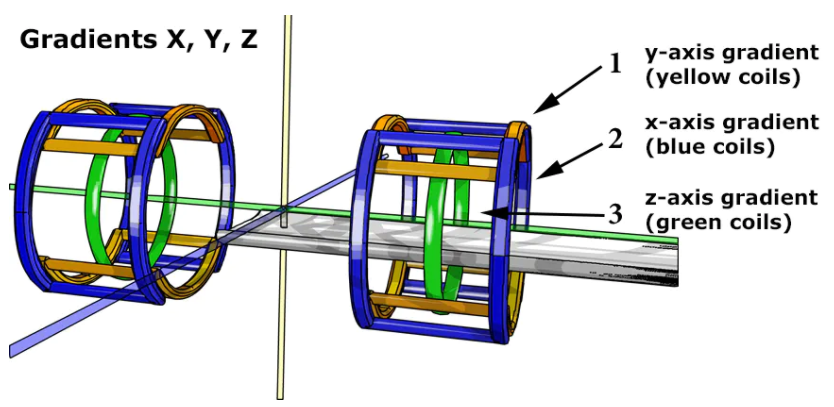 Gradients X, Y, Z
1 y-axis gradient
(yellow coils)
2 x-axis gradient
(blue coils)
3 z-axis gradient
(green coils)